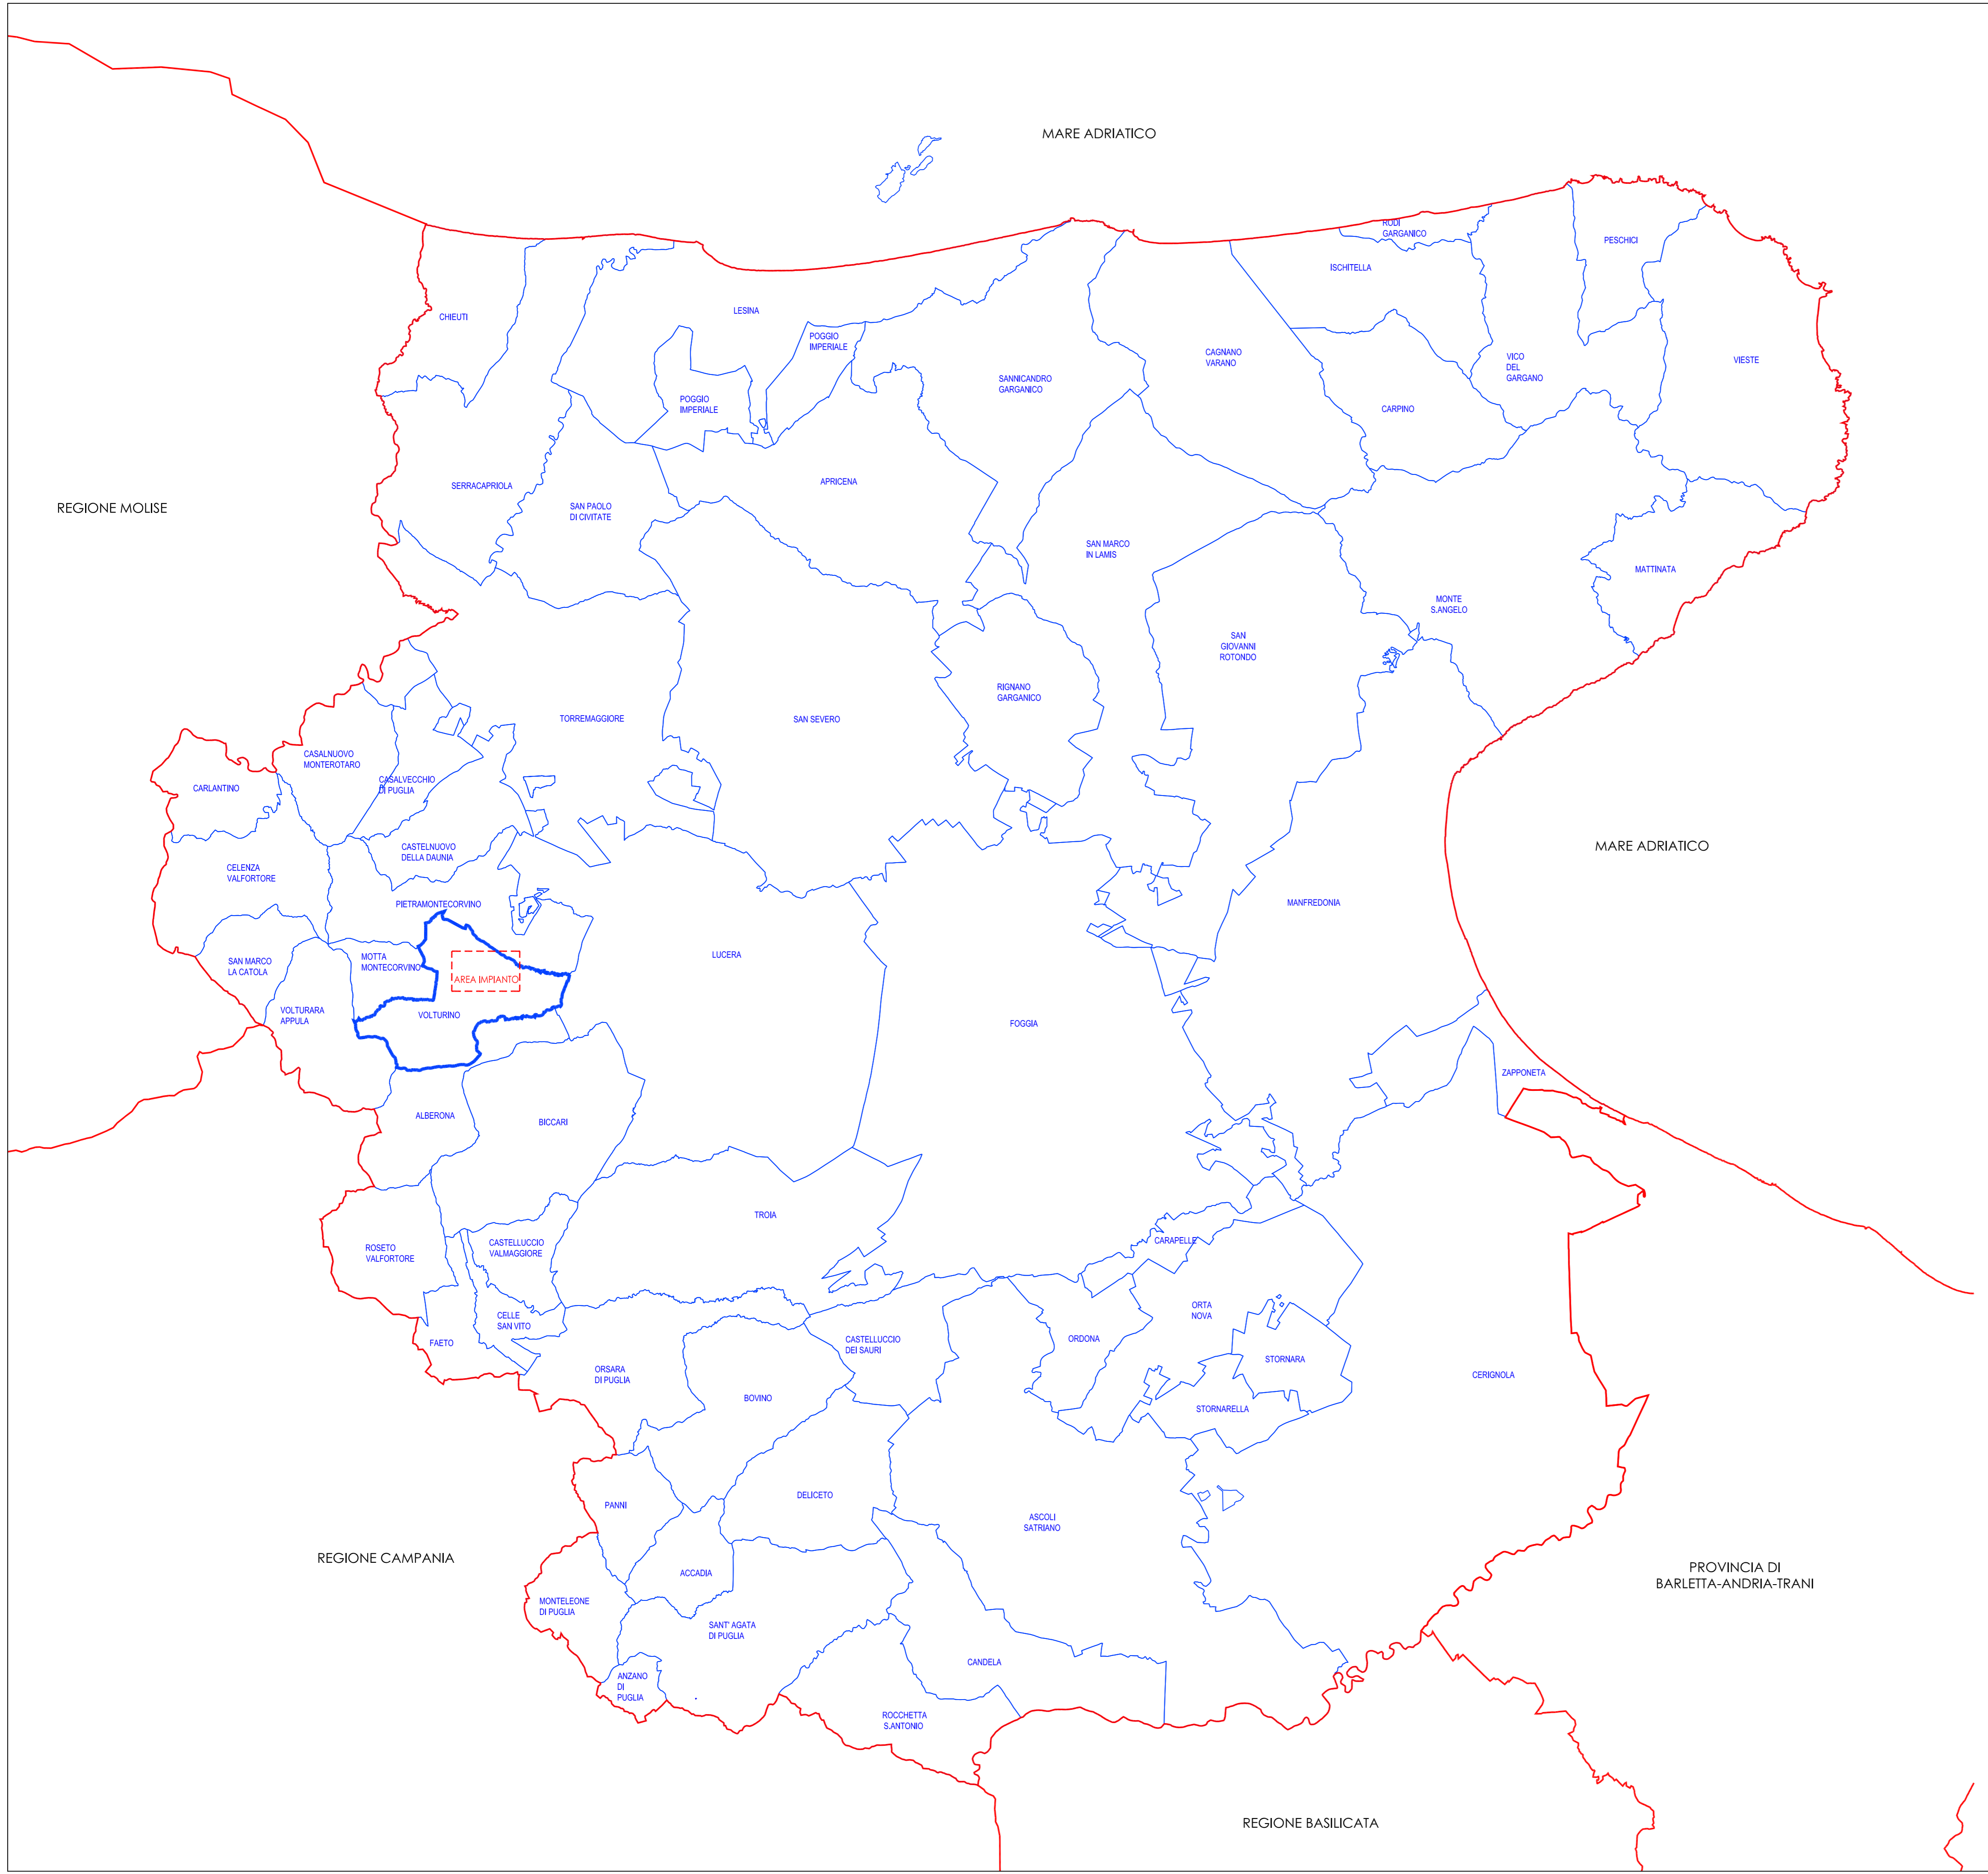 MARE ADRIATICO
RODI
GARGANICO
PESCHICI
ISCHITELLA
CHIEUTI
LESINA
POGGIO
IMPERIALE
CAGNANO
VARANO
VICO
DEL
GARGANO
VIESTE
SANNICANDRO
GARGANICO
POGGIO
IMPERIALE
CARPINO
SERRACAPRIOLA
APRICENA
REGIONE MOLISE
SAN PAOLO
DI CIVITATE
SAN MARCO
IN LAMIS
MATTINATA
MONTE
S.ANGELO
SAN
GIOVANNI
ROTONDO
RIGNANO
GARGANICO
TORREMAGGIORE
SAN SEVERO
CASALNUOVO
MONTEROTARO
CASALVECCHIO
DI PUGLIA
CARLANTINO
CASTELNUOVO
DELLA DAUNIA
MARE ADRIATICO
CELENZA
VALFORTORE
PIETRAMONTECORVINO
MANFREDONIA
SAN MARCO
LA CATOLA
MOTTA
MONTECORVINO
LUCERA
AREA IMPIANTO
VOLTURARA
APPULA
VOLTURINO
FOGGIA
ZAPPONETA
ALBERONA
BICCARI
TROIA
CARAPELLE
ROSETO
VALFORTORE
CASTELLUCCIO
VALMAGGIORE
CELLE
SAN VITO
ORTA
NOVA
FAETO
CASTELLUCCIO
DEI SAURI
ORDONA
STORNARA
ORSARA
DI PUGLIA
BOVINO
CERIGNOLA
STORNARELLA
DELICETO
PANNI
ASCOLI
SATRIANO
REGIONE CAMPANIA
ACCADIA
PROVINCIA DI
BARLETTA-ANDRIA-TRANI
MONTELEONE
DI PUGLIA
SANT' AGATA
DI PUGLIA
CANDELA
ANZANO
DI
PUGLIA
ROCCHETTA
S.ANTONIO
REGIONE BASILICATA